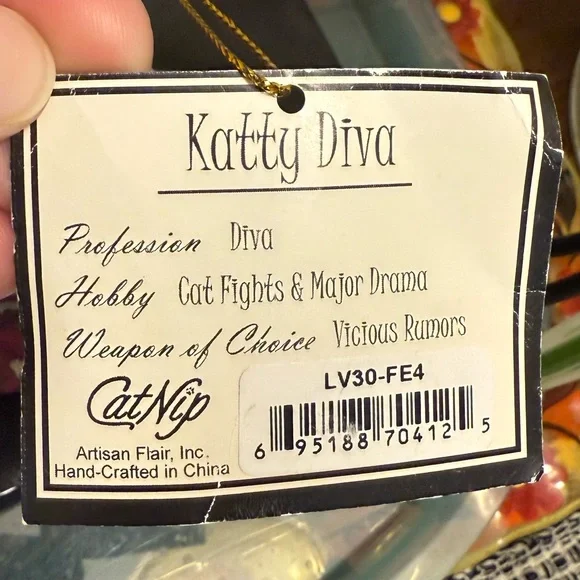 Katty Diva
Profession Diva
Hobby Cat Fights & Major Drama
Weapon of Choice Vicious Rumors
CatNip
Artisan Flair, Inc.
Hand-Crafted in China
LV30-FE4
6 95188 70412 5